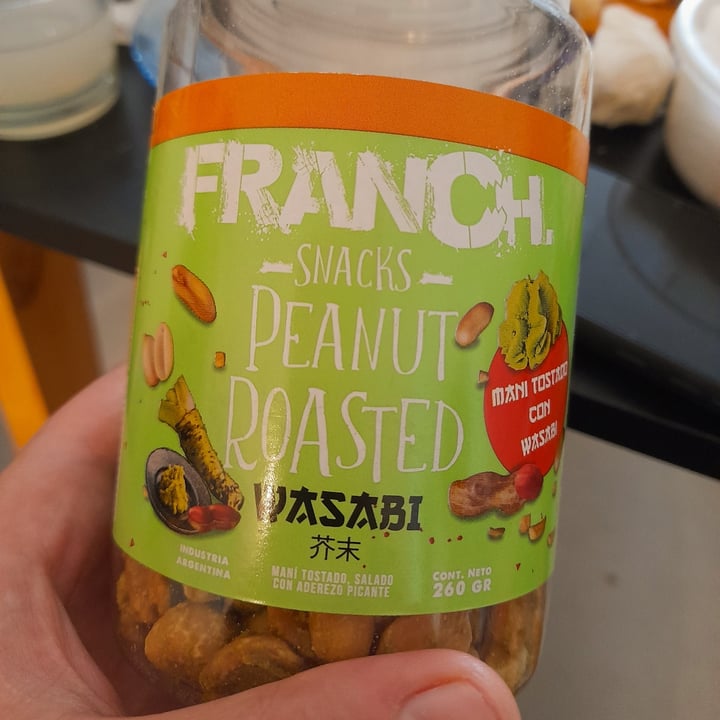 FRANCH.
SNACKS
PEANUT
ROASTED
WASABI
芥末
MANI TOSTADO
CON
WASABI
INDUSTRIA
ARGENTINA
MANÍ TOSTADO, SALADO
CON ADEREZO PICANTE
CONT. NETO
260 GR